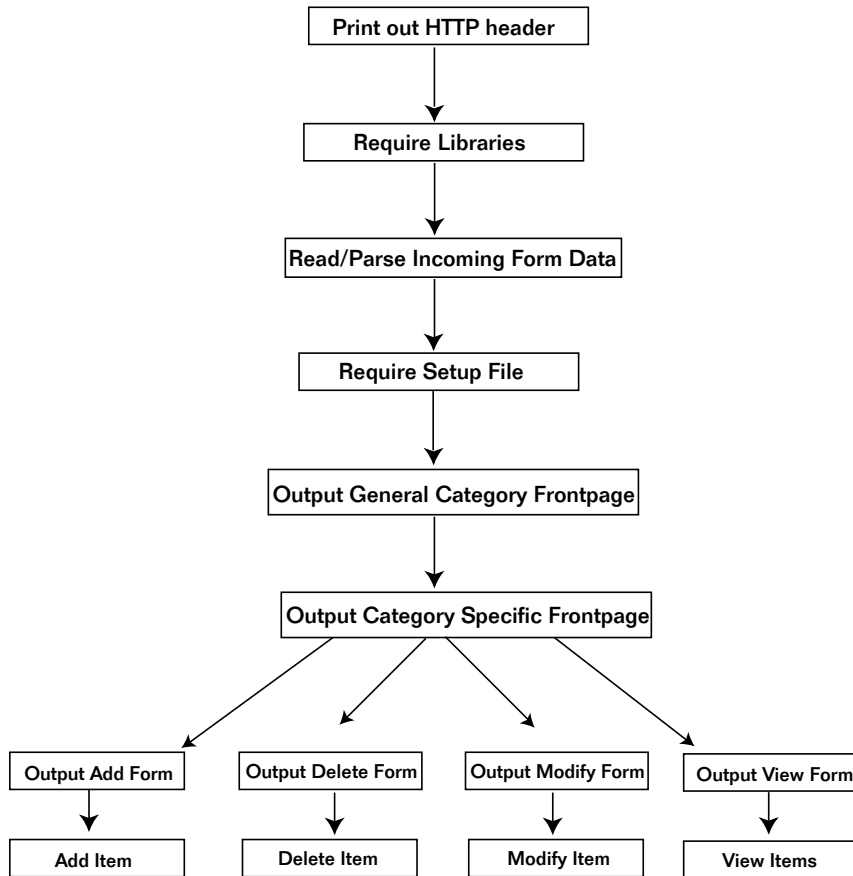 Print out HTTP header
Require Libraries
Read/Parse Incoming Form Data
Require Setup File
Output General Category Frontpage
Output Category Specific Frontpage
Output Add Form
Output Delete Form
Output Modify Form
Output View Form
Add Item
Delete Item
Modify Item
View Items